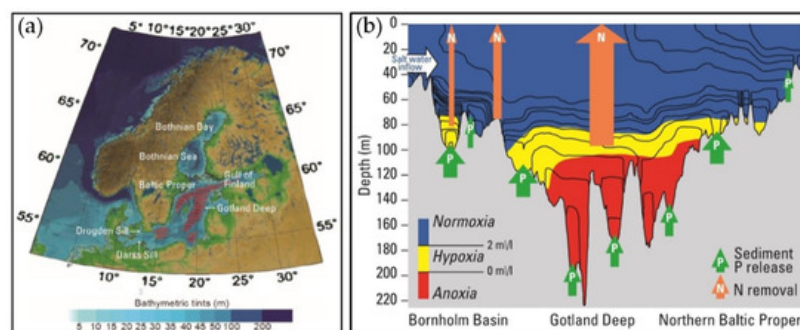 (a)
5° 0° 5° 10° 15° 20° 25° 30°
70°
70°
65°
65°
60°
60°
55°
55°
Bothnian Bay
Bothnian Sea
Baltic Proper
Gulf of
Finland
Gotland Deep
Drogden Sill
Darss Sill
10° 15° 20° 25° 30°
Bathymetric tints (m)
5 10 15 20 25 30 35 40 45 50 100 200
(b)
Depth (m)
0
20
40
60
80
100
120
140
160
180
200
220
Salt water
inflow
N
N
N
P
P
P
P
P
P
P
P
Normoxia
2 ml/l
Hypoxia
0 ml/l
Anoxia
P
Sediment
P release
N
N removal
Bornholm Basin Gotland Deep Northern Baltic Proper